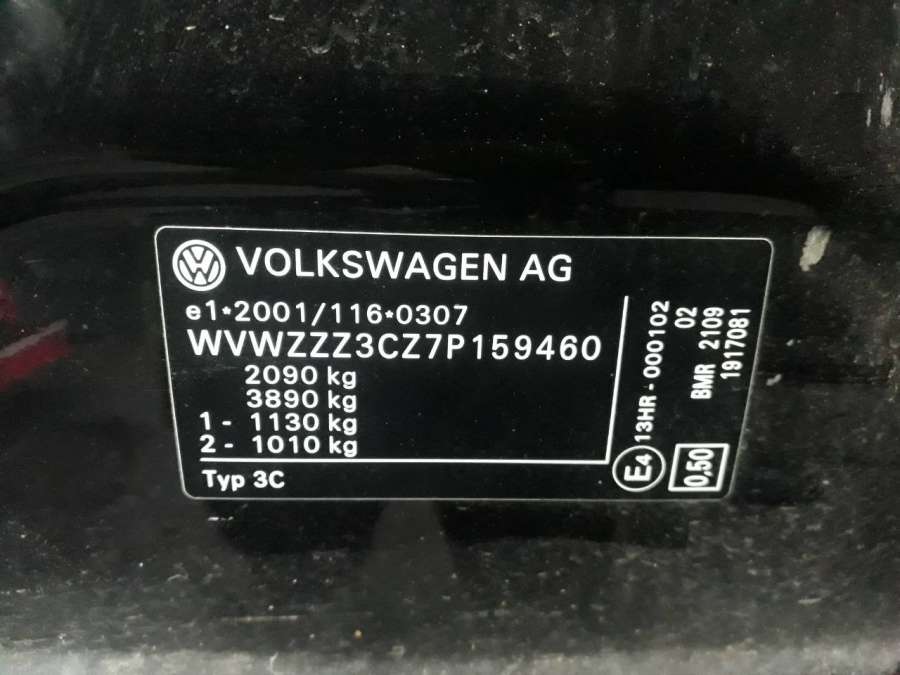 VOLKSWAGEN AG
e1*2001/116*0307
WVWZZZ3CZ7P159460
2090 kg
3890 kg
1 - 1130 kg
2 - 1010 kg
Typ 3C
E4 13HR - 000102
02
0,50
BMR 2109
1917081